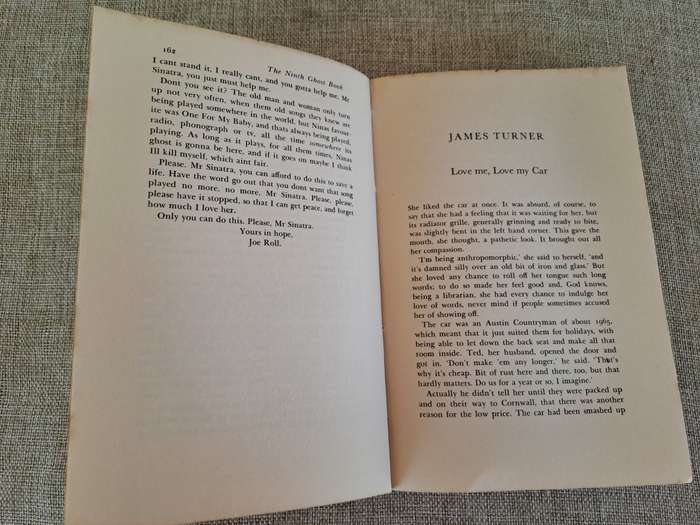 162
The Ninth Ghost Book
I cant stand it, I really cant, and you gotta help me, Mr
Sinatra, you just must help me.
Dont you see it? The old man and woman only turn
up not very often, when them old songs they knew are
being played somewhere in the world, but Ninas favour-
ite was One For My Baby, and thats always being played,
radio, phonograph or tv, all the time somewhere its
playing. As long as it plays, for all them times, Ninas
ghost is gonna be here, and if it goes on maybe I think
Ill kill myself, which aint fair.
Please, Mr Sinatra, you can afford to do this to save a
life. Have the word go out that you dont want that song
played no more, no more, Mr Sinatra. Please, please,
please have it stopped, so that I can get peace, and forget
how much I love her.
Only you can do this. Please, Mr Sinatra.
Yours in hope.
Joe Roll.
JAMES TURNER
Love me, Love my Car
She liked the car at once. It was absurd, of course, to
say that she had a feeling that it was waiting for her, but
its radiator grille, generally grinning and ready to bite,
was slightly bent in the left hand corner. This gave the
mouth, she thought, a pathetic look. It brought out all
her compassion.
'I'm being anthropomorphic,' she said to herself, 'and
it's damned silly over an old bit of iron and glass.' But
she loved any chance to roll off her tongue such long
words; to do so made her feel good and, God knows,
being a librarian, she had every chance to indulge her
love of words, never mind if people sometimes accused
her of showing off.
The car was an Austin Countryman of about 1965,
which meant that it just suited them for holidays, with
being able to let down the back seat and make all that
room inside. Ted, her husband, opened the door and
got in. 'Don't make 'em any longer,' he said. 'That's
why it's cheap. Bit of rust here and there, too, but that
hardly matters. Do us for a year or so, I imagine.'
Actually he didn't tell her until they were packed up
and on their way to Cornwall, that there was another
reason for the low price. The car had been smashed up